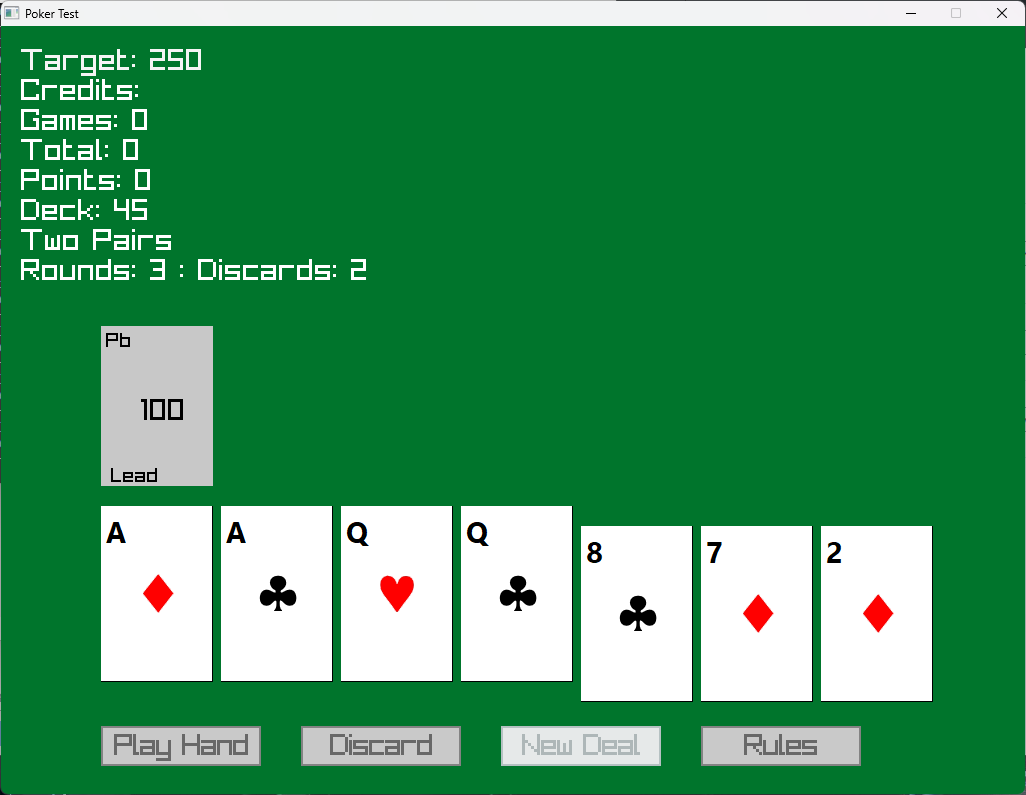 Poker Test
Target: 250
Credits:
Games: 0
Total: 0
Points: 0
Deck: 45
Two Pairs
Rounds: 3 : Discards: 2
Pb
100
Lead
A A Q Q 8 7 2
Play Hand Discard New Deal Rules